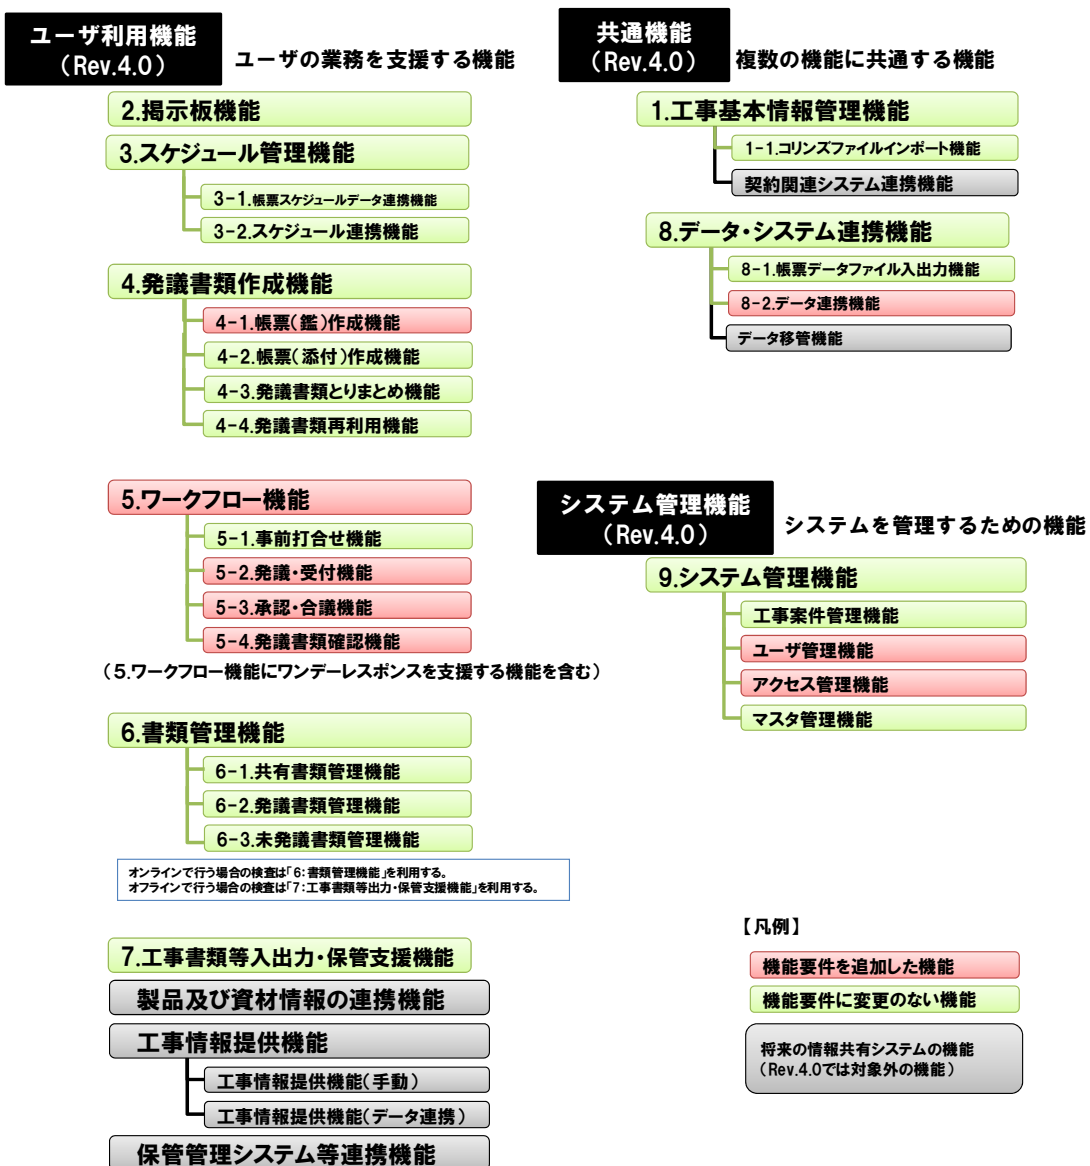 ユーザ利用機能
（Rev.4.0）
ユーザの業務を支援する機能
2.掲示板機能
3.スケジュール管理機能
3-1.帳票スケジュールデータ連携機能
3-2.スケジュール連携機能
4.発議書類作成機能
4-1.帳票（鑑）作成機能
4-2.帳票（添付）作成機能
4-3.発議書類とりまとめ機能
4-4.発議書類再利用機能
5.ワークフロー機能
5-1.事前打合せ機能
5-2.発議・受付機能
5-3.承認・合議機能
5-4.発議書類確認機能
（5.ワークフロー機能にワンデーレスポンスを支援する機能を含む）
6.書類管理機能
6-1.共有書類管理機能
6-2.発議書類管理機能
6-3.未発議書類管理機能
オンラインで行う場合の検査は「6：書類管理機能」を利用する。
オフラインで行う場合の検査は「7：工事書類等出力・保管支援機能」を利用する。
7.工事書類等入出力・保管支援機能
製品及び資材情報の連携機能
工事情報提供機能
工事情報提供機能（手動）
工事情報提供機能（データ連携）
保管管理システム等連携機能
共通機能
（Rev.4.0）
複数の機能に共通する機能
1.工事基本情報管理機能
1-1.コリンズファイルインポート機能
契約関連システム連携機能
8.データ・システム連携機能
8-1.帳票データファイル入出力機能
8-2.データ連携機能
データ移管機能
システム管理機能
（Rev.4.0）
システムを管理するための機能
9.システム管理機能
工事案件管理機能
ユーザ管理機能
アクセス管理機能
マスタ管理機能
【凡例】
機能要件を追加した機能
機能要件に変更のない機能
将来の情報共有システムの機能
（Rev.4.0では対象外の機能）